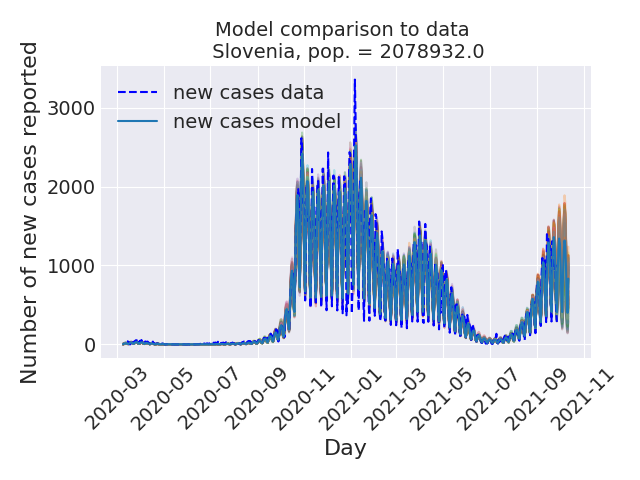 Model comparison to data
Slovenia, pop. = 2078932.0
Number of new cases reported
new cases data
new cases model
3000
2000
1000
0
2020-03
2020-05
2020-07
2020-09
2020-11
2021-01
2021-03
2021-05
2021-07
2021-09
2021-11
Day